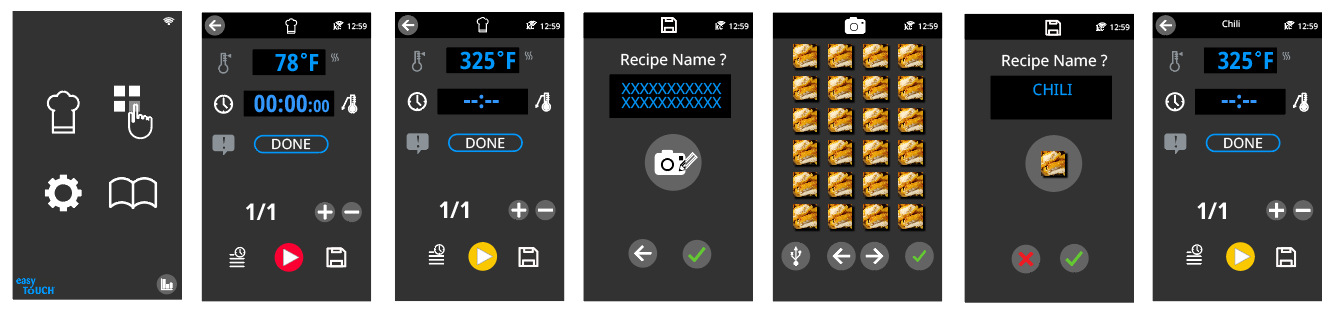 easy
TOUCH
12:59
78°F
00:00:00
DONE
1/1
12:59
325°F
--:--
DONE
1/1
12:59
Recipe Name ?
XXXXXXXXXXX
XXXXXXXXXXX
12:59
12:59
Recipe Name ?
CHILI
Chili
12:59
325°F
--:--
DONE
1/1